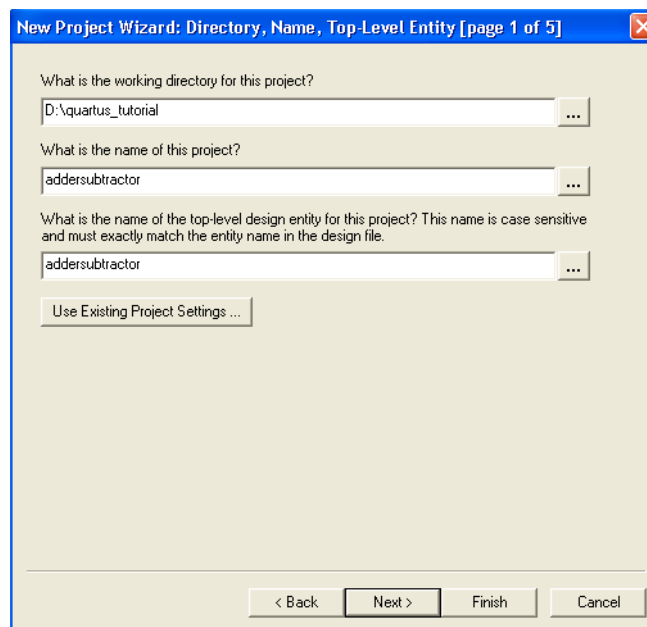 New Project Wizard: Directory, Name, Top-Level Entity [page 1 of 5]
What is the working directory for this project?
D:\quartus_tutorial
...
What is the name of this project?
addersubtractor
...
What is the name of the top-level design entity for this project? This name is case sensitive
and must exactly match the entity name in the design file.
addersubtractor
...
Use Existing Project Settings ...
< Back Next > Finish Cancel